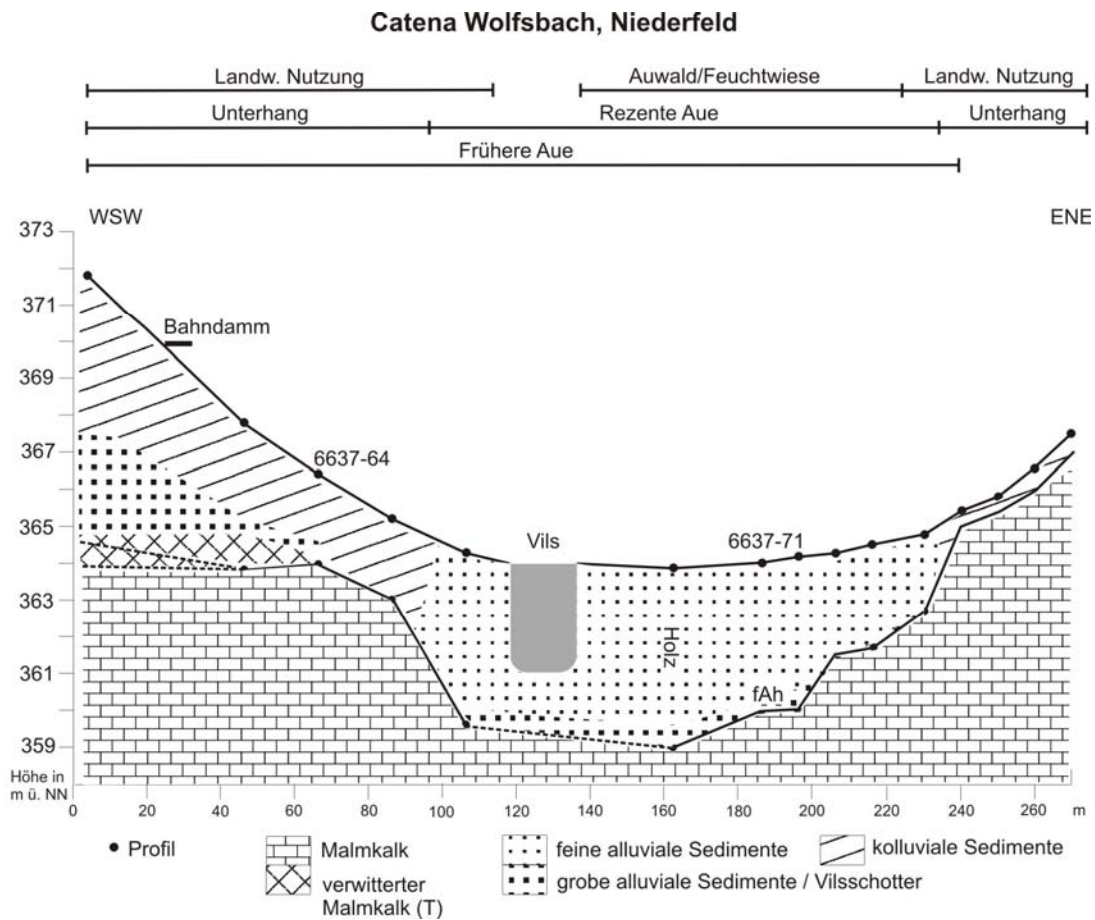 Catena Wolfsbach, Niederfeld
Landw. Nutzung Auwald/Feuchtwiese Landw. Nutzung
Unterhang Rezente Aue Unterhang
Frühere Aue
WSW ENE
373
371
Bahndamm
369
367
6637-64
365
Vils 6637-71
363
Holz
361
fAh
359
Höhe in
m ü. NN
0 20 40 60 80 100 120 140 160 180 200 220 240 260 m
Profil Malmkalk feine alluviale Sedimente kolluviale Sedimente
verwitterter grobe alluviale Sedimente / Vilsschotter
Malmkalk (T)